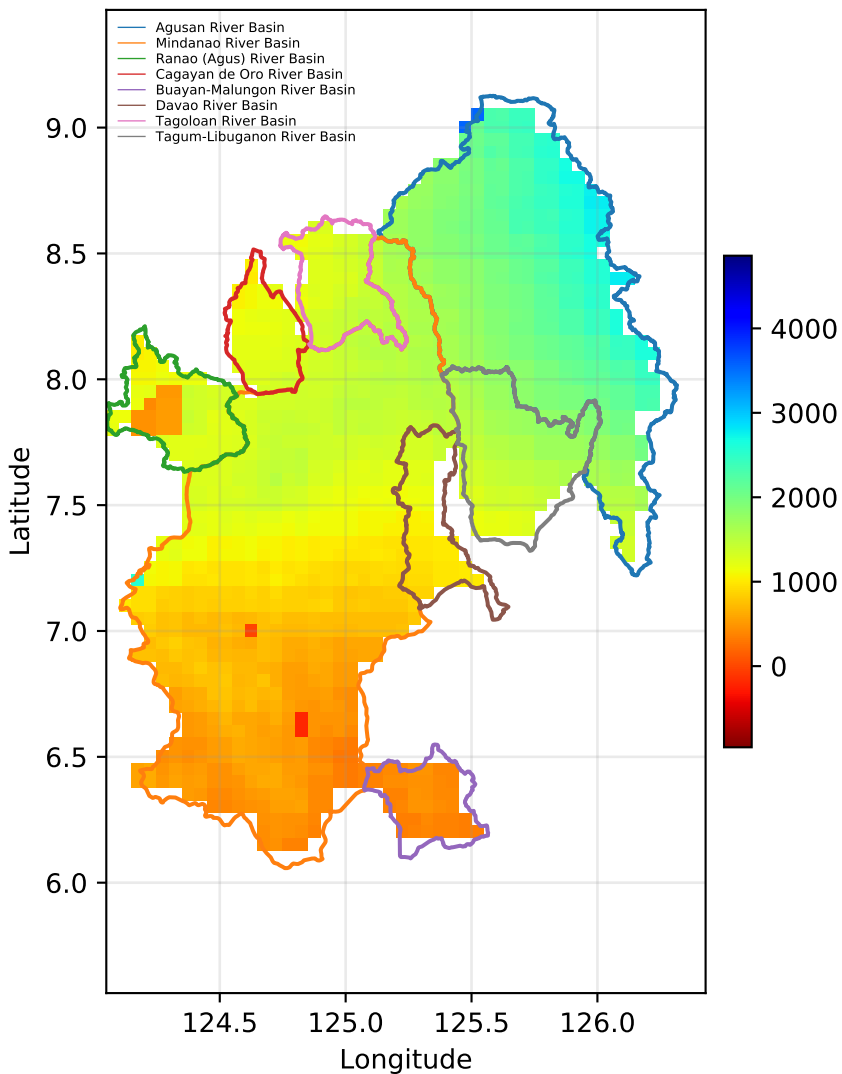 Agusan River Basin
Mindanao River Basin
Ranao (Agus) River Basin
Cagayan de Oro River Basin
Buayan-Malungon River Basin
Davao River Basin
Tagoloan River Basin
Tagum-Libuganon River Basin
9.0
8.5
8.0
7.5
7.0
6.5
6.0
Latitude
124.5 125.0 125.5 126.0
Longitude
4000
3000
2000
1000
0